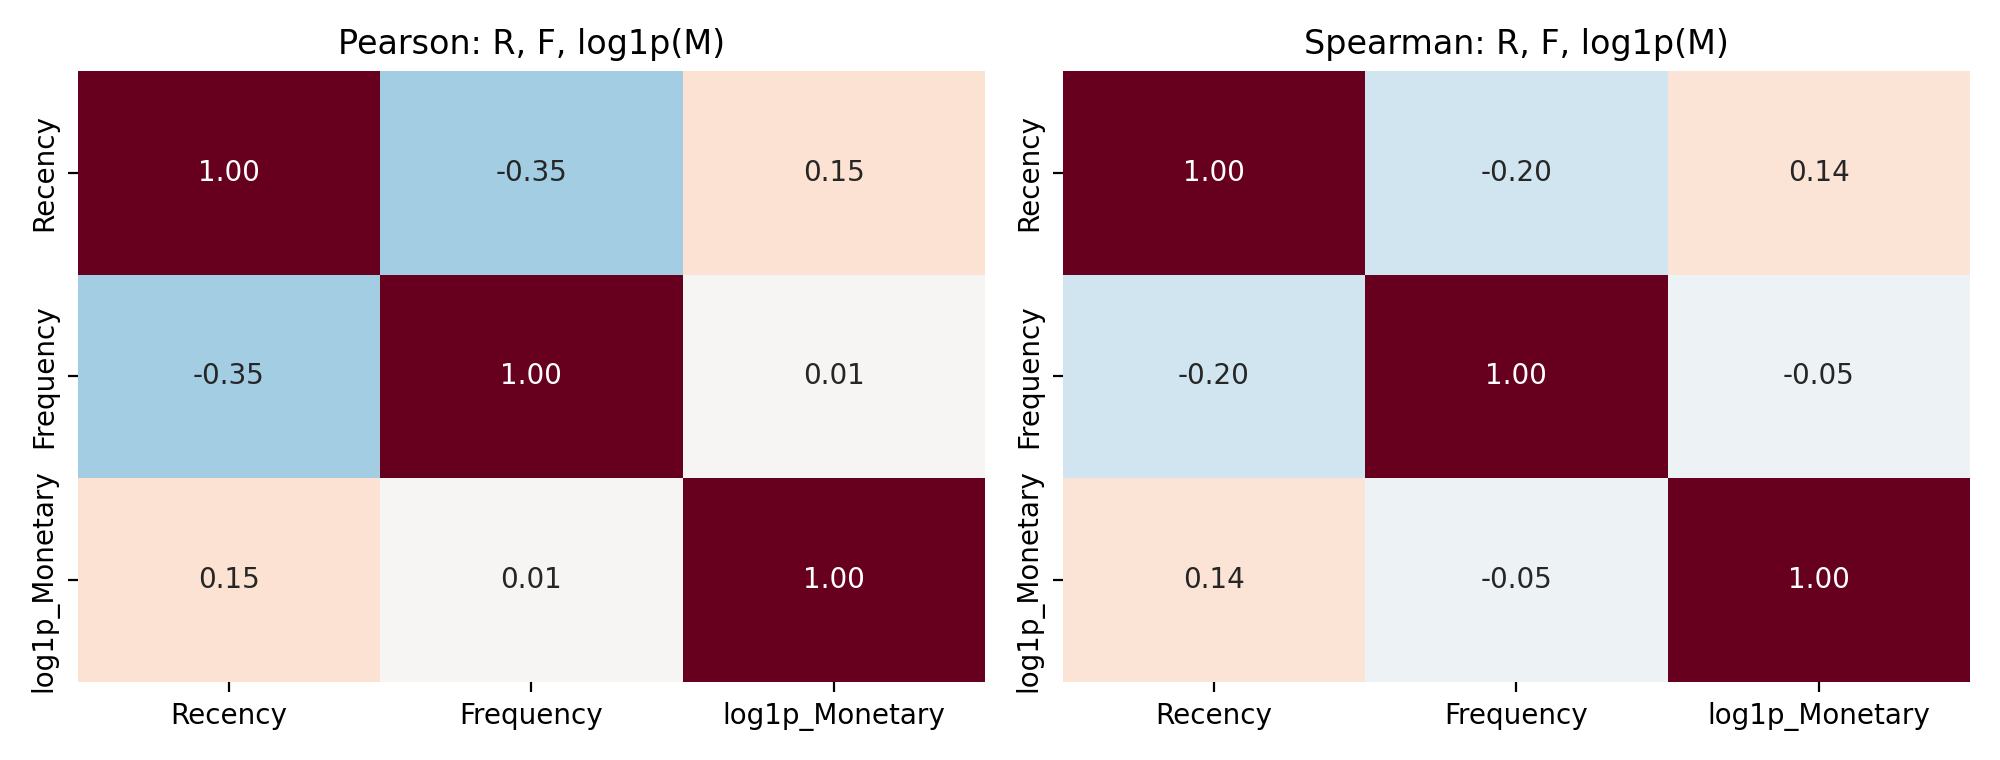 Pearson: R, F, log1p(M)
Recency
1.00
-0.35
0.15
Frequency
-0.35
1.00
0.01
log1p_Monetary
0.15
0.01
1.00
Recency
Frequency
log1p_Monetary
Spearman: R, F, log1p(M)
Recency
1.00
-0.20
0.14
Frequency
-0.20
1.00
-0.05
log1p_Monetary
0.14
-0.05
1.00
Recency
Frequency
log1p_Monetary